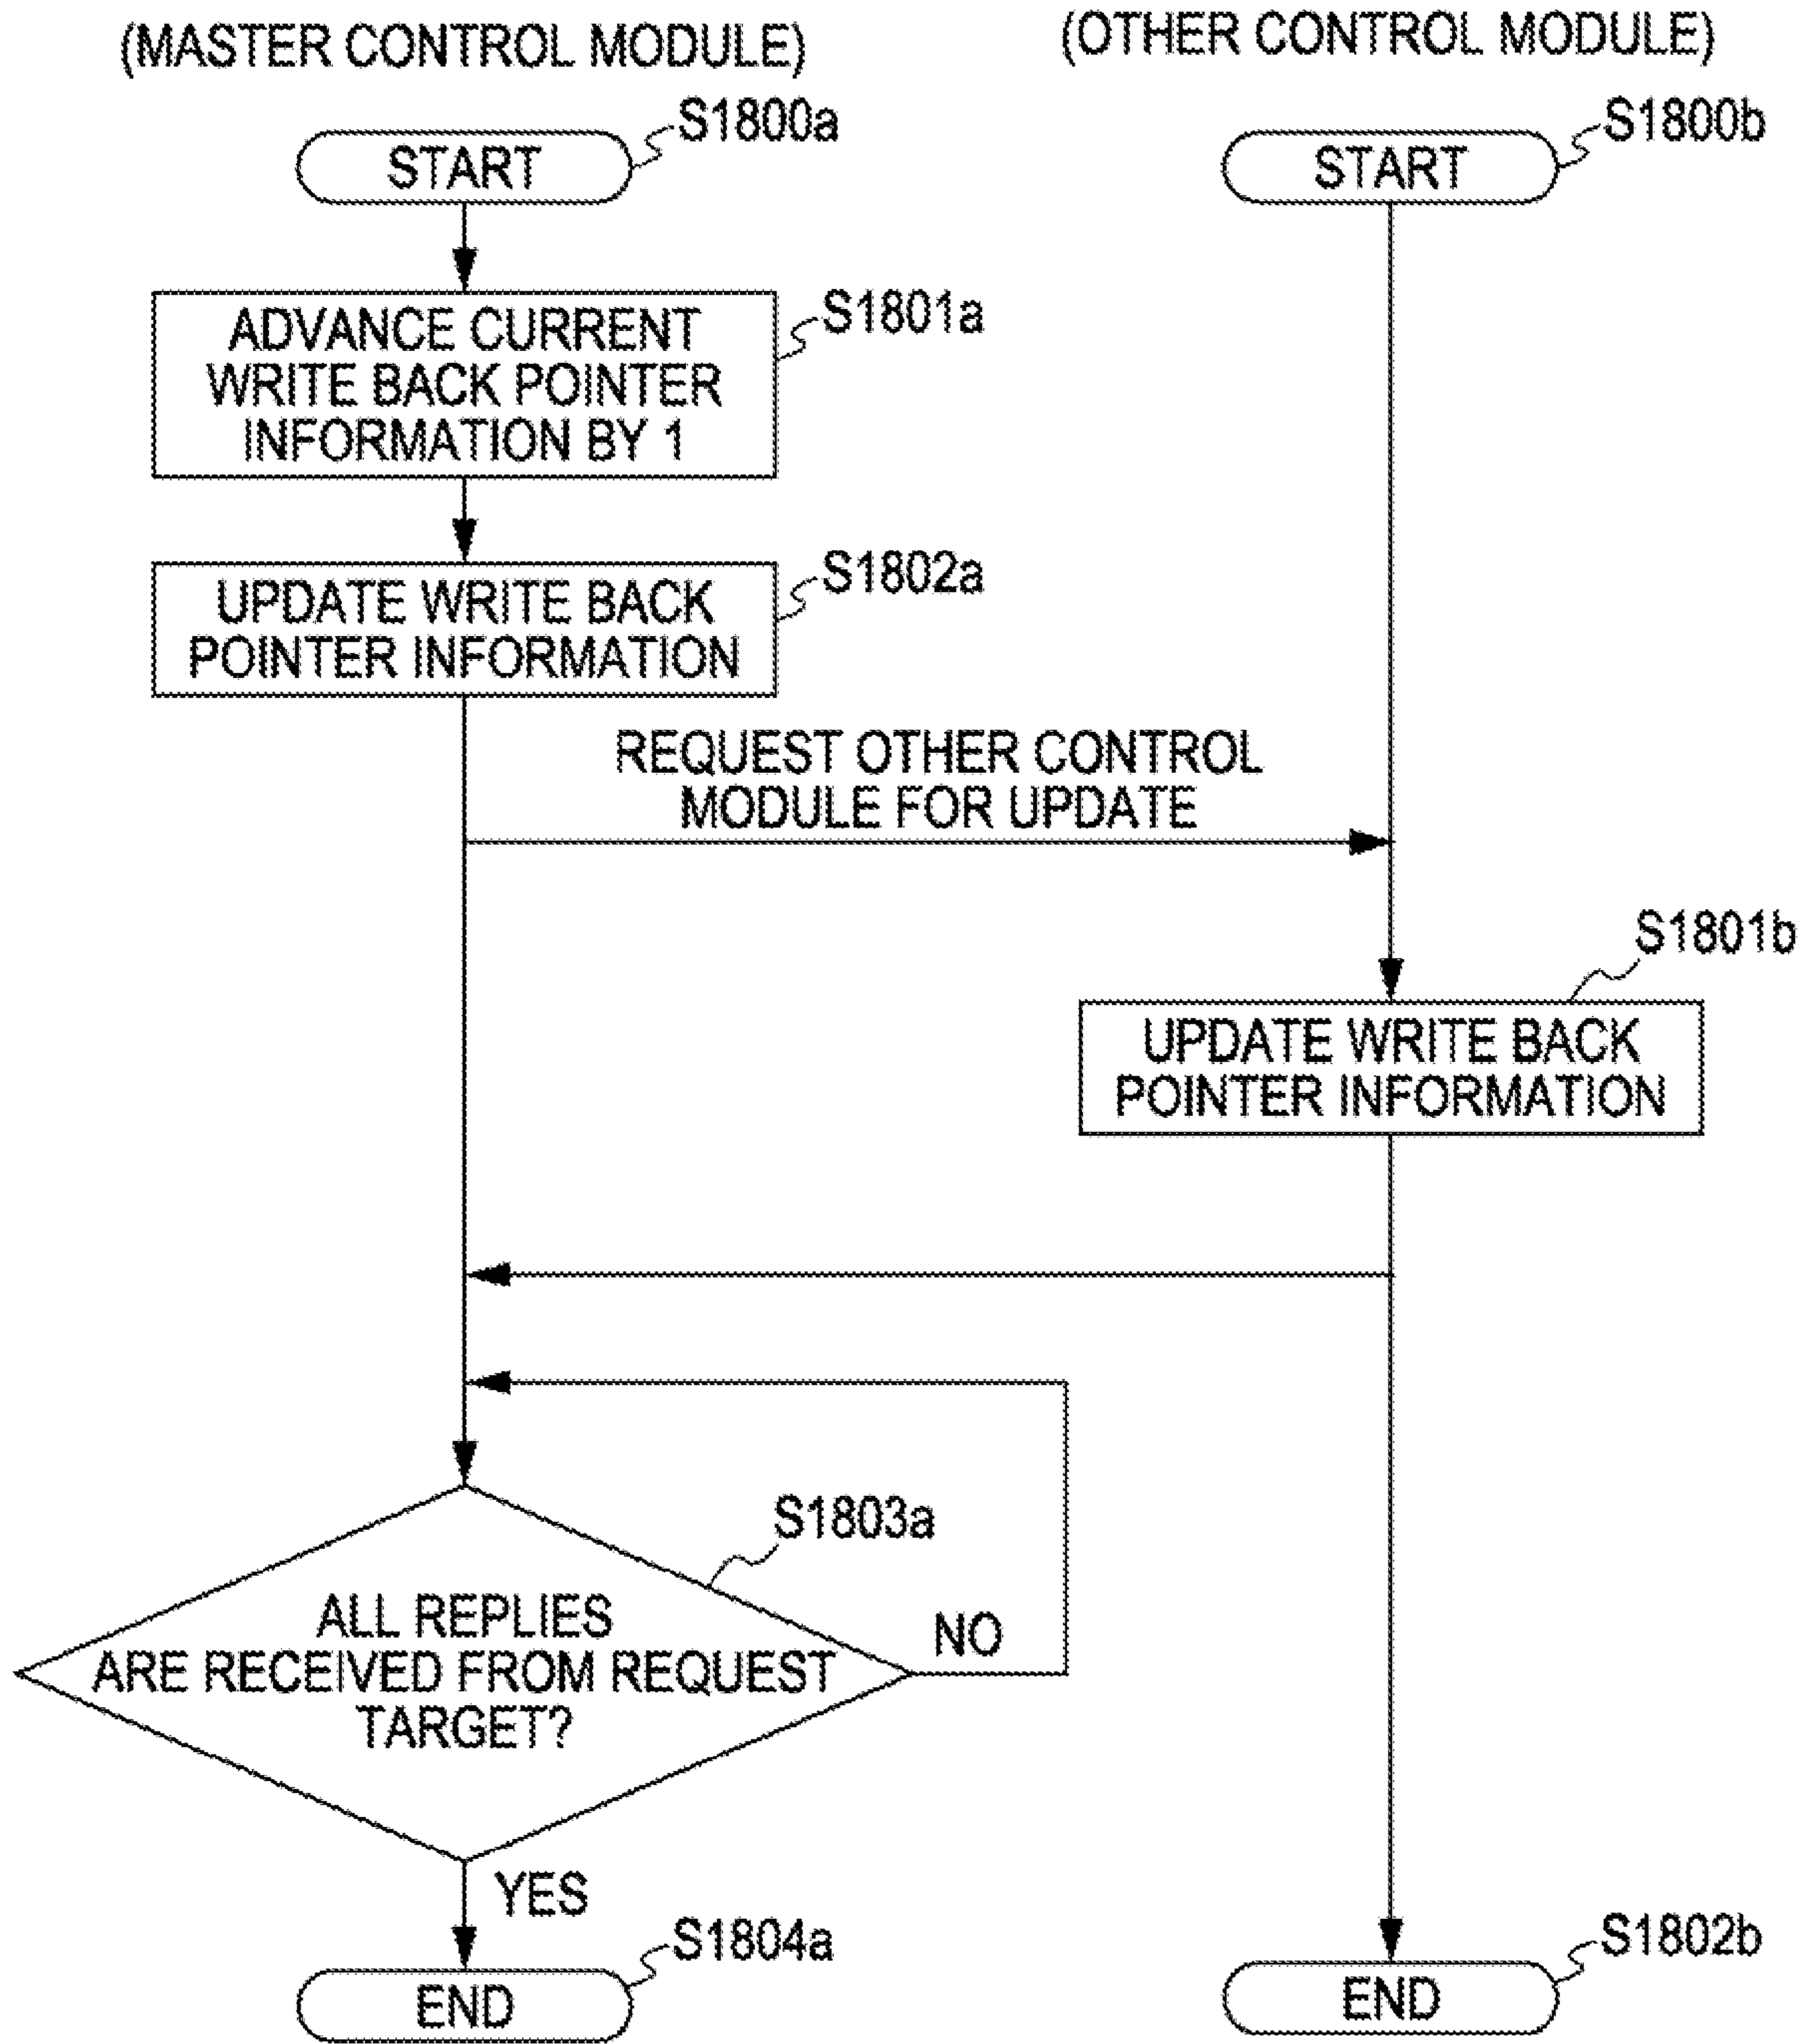 (MASTER CONTROL MODULE)
(OTHER CONTROL MODULE)
S1800a
START
S1800b
START
S1801a
ADVANCE CURRENT
WRITE BACK POINTER
INFORMATION BY 1
S1802a
UPDATE WRITE BACK
POINTER INFORMATION
REQUEST OTHER CONTROL
MODULE FOR UPDATE
S1801b
UPDATE WRITE BACK
POINTER INFORMATION
S1803a
ALL REPLIES
ARE RECEIVED FROM REQUEST
TARGET?
NO
YES
S1804a
END
S1802b
END